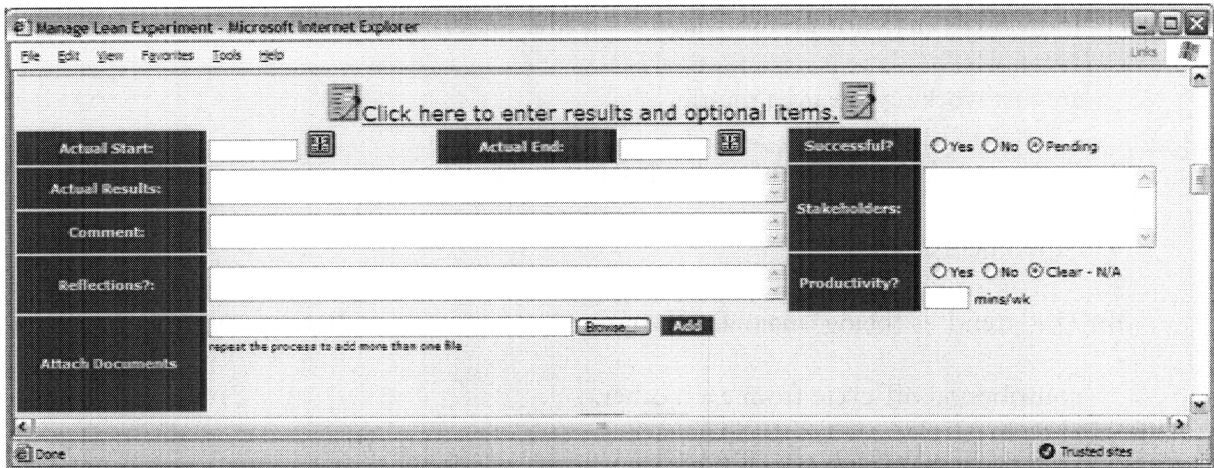 Manage Lean Experiment - Microsoft Internet Explorer
File Edit View Favorites Tools Help Links
Click here to enter results and optional items.
Actual Start: Actual End: Successful? Yes No Pending
Actual Results:
Stakeholders:
Comment:
Reflections?: Productivity? Yes No Clear - N/A
mins/wk
Attach Documents Browse... Add
repeat the process to add more than one file
Done Trusted sites